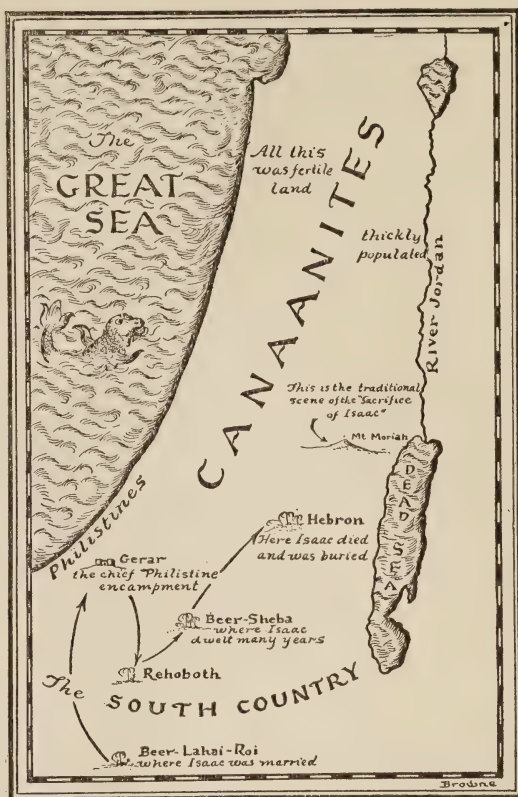 The
GREAT
SEA
All this
was fertile
land
CANAANITES
thickly
populated
River Jordan
This is the traditional
scene of the "Sacrifice
of Isaac"
Mt Moriah
DEAD SEA
Philistines
Hebron
Here Isaac died
and was buried
Gerar
the chief Philistine
encampment
Beer-Sheba
where Isaac
dwelt many years
Rehoboth
The SOUTH COUNTRY
Beer-Lahai-Roi
where Isaac was married
Browne